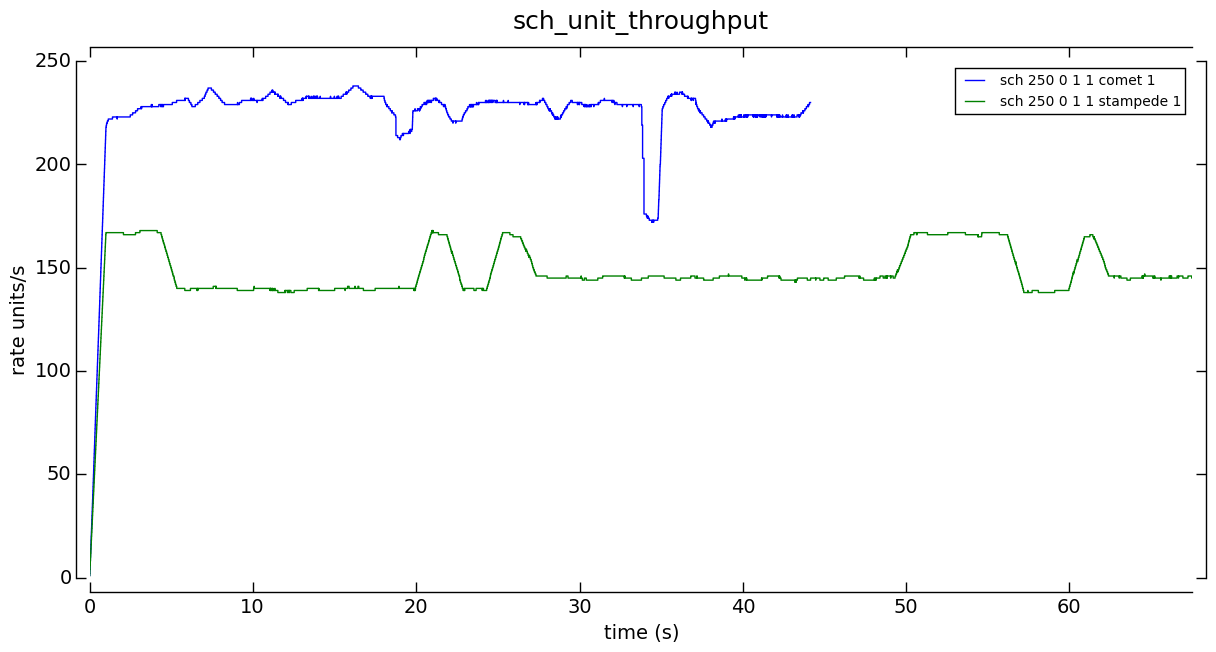 sch_unit_throughput
250
200
150
100
50
0
rate units/s
sch 250 0 1 1 comet 1
sch 250 0 1 1 stampede 1
0 10 20 30 40 50 60
time (s)